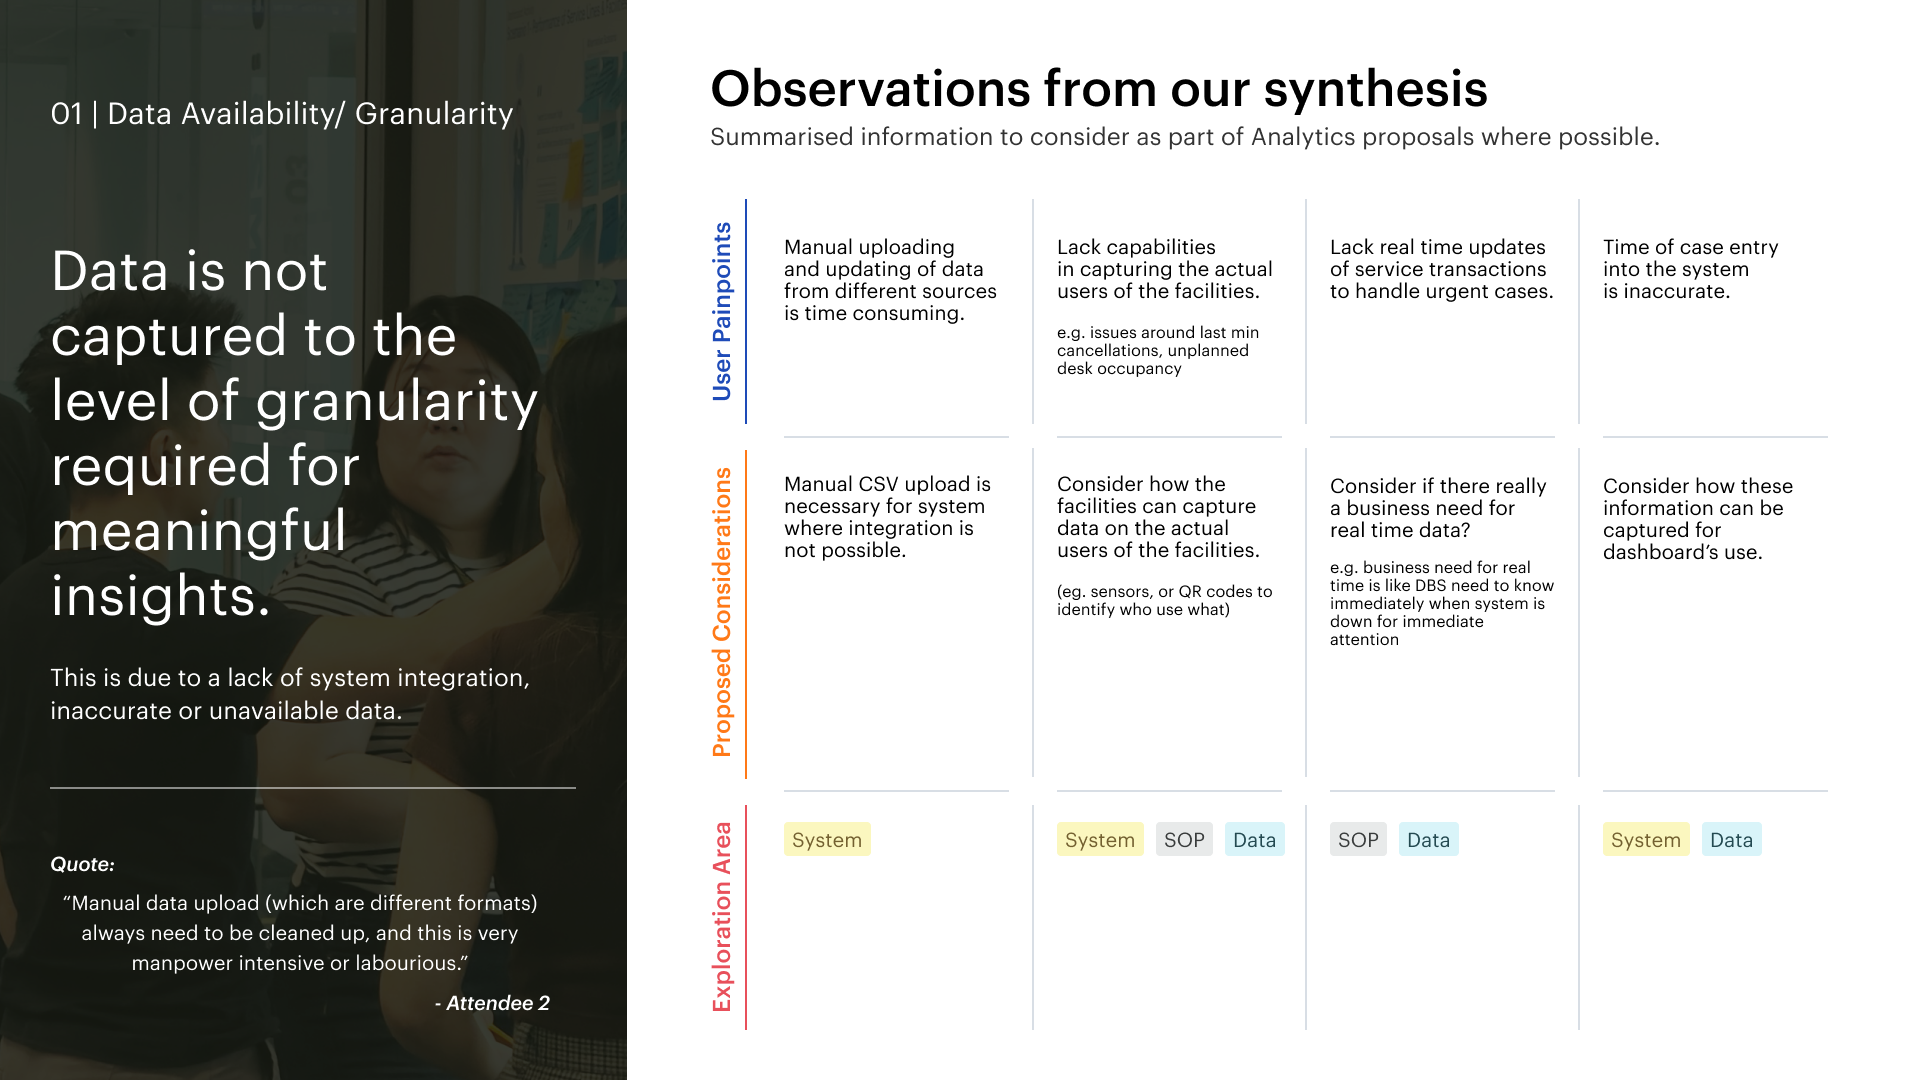 01 | Data Availability/ Granularity
Data is not
captured to the
level of granularity
required for
meaningful
insights.
This is due to a lack of system integration,
inaccurate or unavailable data.
Quote:
“Manual data upload (which are different formats)
always need to be cleaned up, and this is very
manpower intensive or labourious.”
- Attendee 2
Observations from our synthesis
Summarised information to consider as part of Analytics proposals where possible.
User Painpoints
Manual uploading
and updating of data
from different sources
is time consuming.
Lack capabilities
in capturing the actual
users of the facilities.
e.g. issues around last min
cancellations, unplanned
desk occupancy
Lack real time updates
of service transactions
to handle urgent cases.
Time of case entry
into the system
is inaccurate.
Proposed Considerations
Manual CSV upload is
necessary for system
where integration is
not possible.
Consider how the
facilities can capture
data on the actual
users of the facilities.
(eg. sensors, or QR codes to
identify who use what)
Consider if there really
a business need for
real time data?
e.g. business need for real
time is like DBS need to know
immediately when system is
down for immediate
attention
Consider how these
information can be
captured for
dashboard’s use.
Exploration Area
System
System SOP Data
SOP Data
System Data